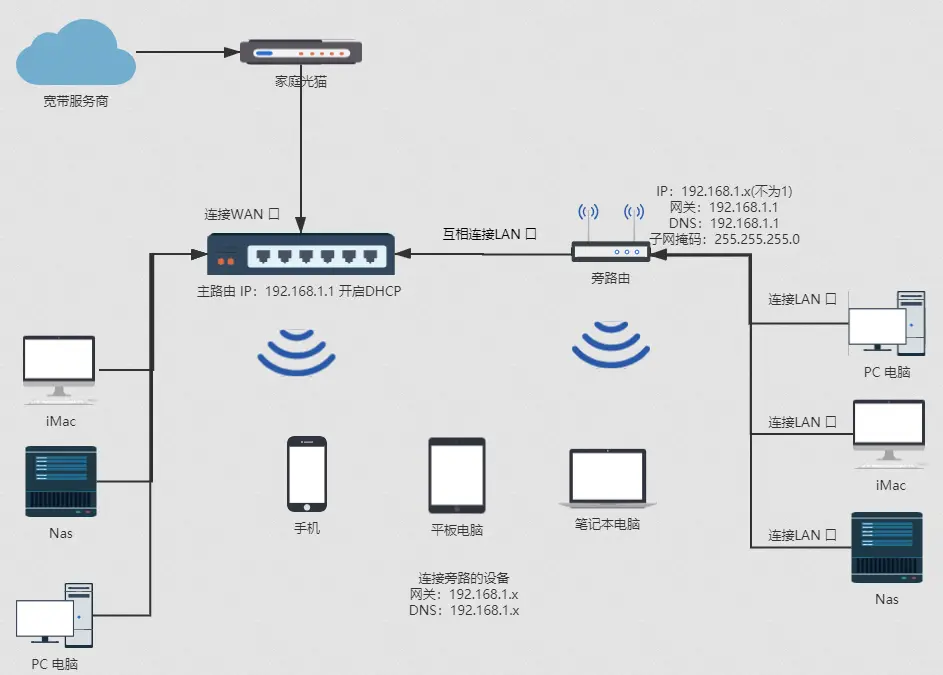 宽带服务商
家庭光猫
连接WAN 口
主路由 IP：192.168.1.1 开启DHCP
互相连接LAN 口
IP：192.168.1.x(不为1)
网关：192.168.1.1
DNS：192.168.1.1
子网掩码：255.255.255.0
旁路由
连接LAN 口
PC 电脑
iMac
连接LAN 口
iMac
Nas
手机
平板电脑
笔记本电脑
连接LAN 口
Nas
连接旁路的设备
网关：192.168.1.x
DNS：192.168.1.x
PC 电脑